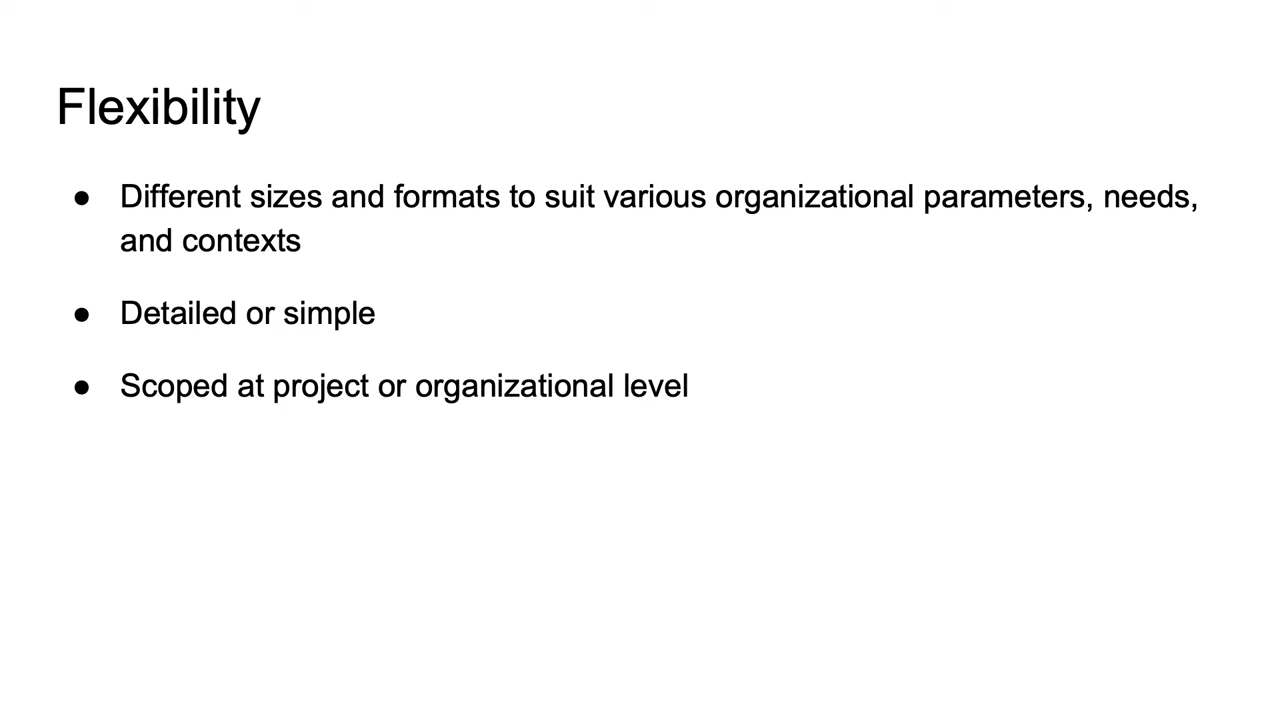 Flexibility
● Different sizes and formats to suit various organizational parameters, needs,
and contexts
● Detailed or simple
● Scoped at project or organizational level